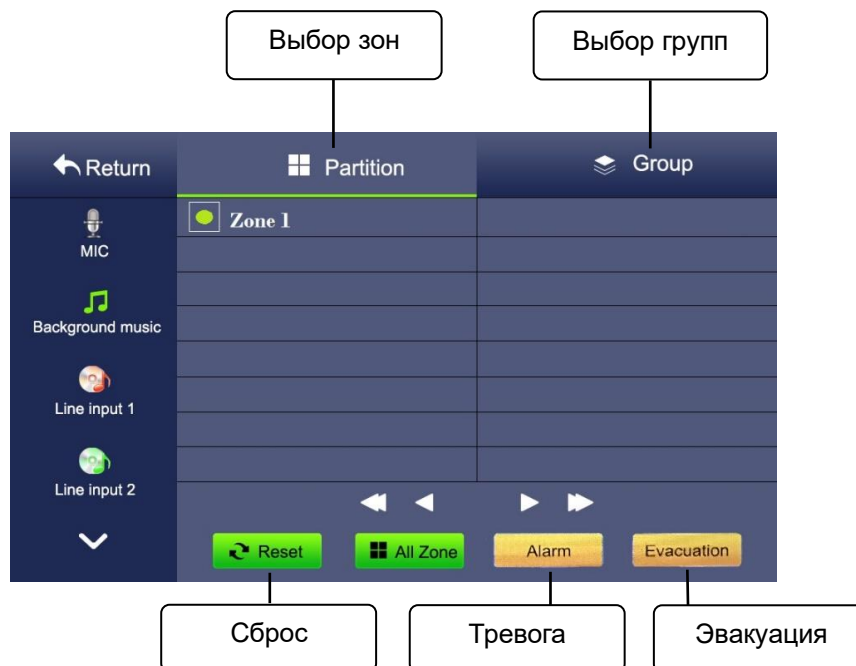 Выбор зон
Выбор групп
Return
Partition
Group
MIC
Zone 1
Background music
Line input 1
Line input 2
Reset
All Zone
Alarm
Evacuation
Сброс
Тревога
Эвакуация